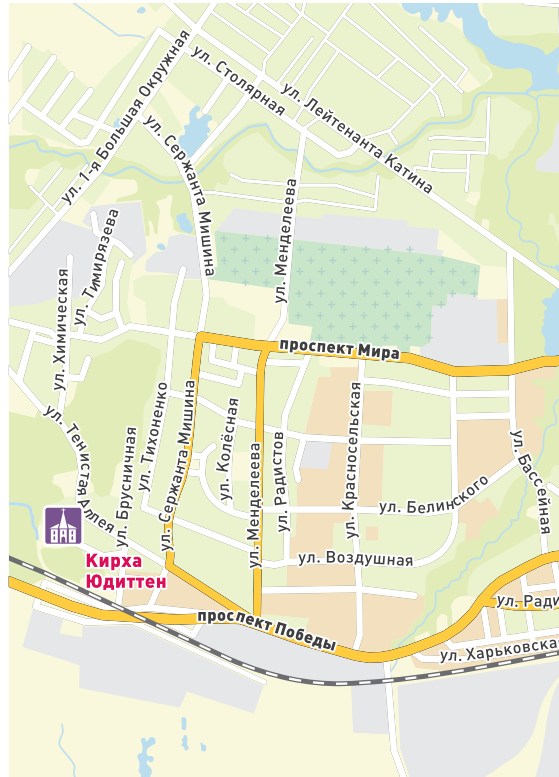 ул. 1-я Большая Окружная
ул. Столярная
ул. Лейтенанта Катина
ул. Сержанта Мишина
ул. Менделеева
ул. Тимирязева
ул. Химическая
проспект Мира
ул. Тенистая Аллея
ул. Брусничная
ул. Тихоненко
ул. Сержанта Мишина
ул. Колёсная
ул. Менделеева
ул. Радистов
ул. Красносельская
ул. Бассейная
ул. Белинского
ул. Воздушная
Кирха
Юдиттен
проспект Победы
ул. Ради
ул. Харьковская